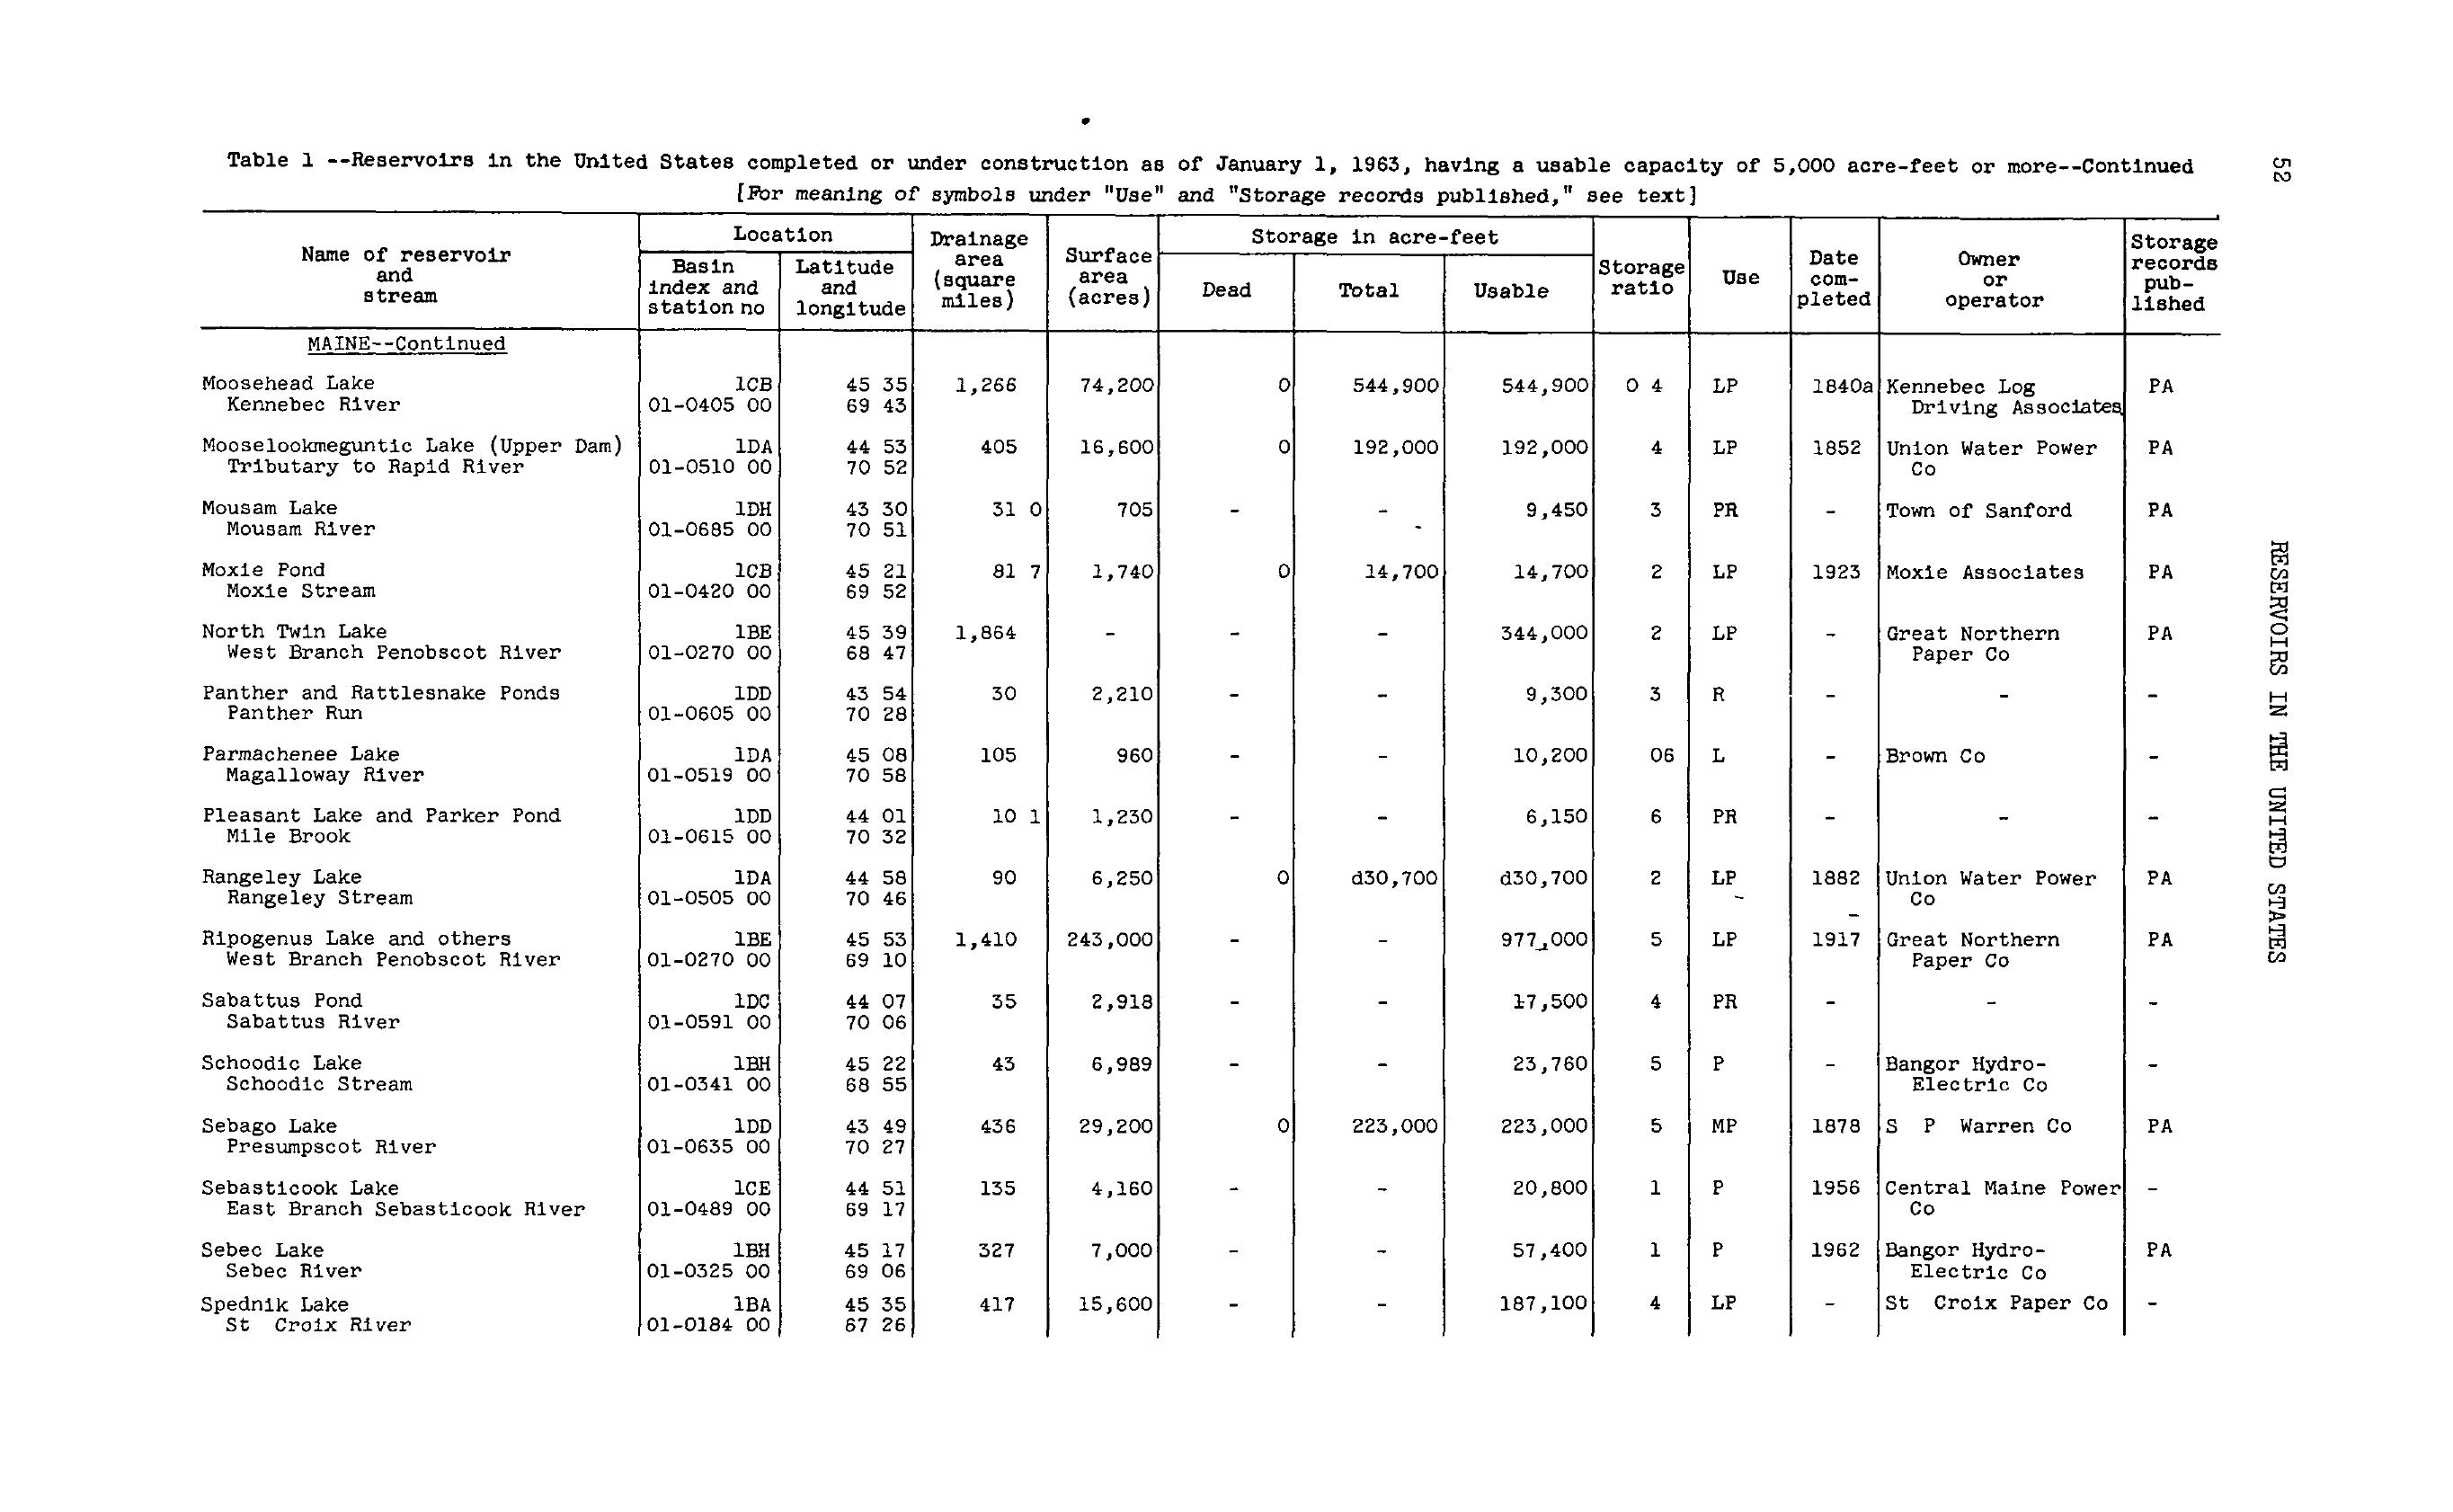 Table 1 --Reservoirs in the United States completed or under construction as of January 1, 1963, having a usable capacity of 5,000 acre-feet or more--Continued
[For meaning of symbols under "Use" and "Storage records published," see text]
52
RESERVOIRS IN THE UNITED STATES
Name of reservoir and stream | Location | Drainage area (square miles) | Surface area (acres) | Storage in acre-feet | Storage ratio | Use | Date com-pleted | Owner or operator | Storage records pub-lished
Basin index and station no | Latitude and longitude | Dead | Total | Usable
MAINE--Continued
Moosehead Lake 1CB 45 35 1,266 74,200 0 544,900 544,900 0 4 LP 1840a Kennebec Log PA
Kennebec River 01-0405 00 69 43 Driving Associates
Mooselookmeguntic Lake (Upper Dam) 1DA 44 53 405 16,600 0 192,000 192,000 4 LP 1852 Union Water Power PA
Tributary to Rapid River 01-0510 00 70 52 Co
Mousam Lake 1DH 43 30 31 0 705 - - 9,450 3 PR - Town of Sanford PA
Mousam River 01-0685 00 70 51
Moxie Pond 1CB 45 21 81 7 1,740 0 14,700 14,700 2 LP 1923 Moxie Associates PA
Moxie Stream 01-0420 00 69 52
North Twin Lake 1BE 45 39 1,864 - - - 344,000 2 LP - Great Northern PA
West Branch Penobscot River 01-0270 00 68 47 Paper Co
Panther and Rattlesnake Ponds 1DD 43 54 30 2,210 - - 9,300 3 R - - -
Panther Run 01-0605 00 70 28
Parmachenee Lake 1DA 45 08 105 960 - - 10,200 06 L - Brown Co -
Magalloway River 01-0519 00 70 58
Pleasant Lake and Parker Pond 1DD 44 01 10 1 1,230 - - 6,150 6 PR - - -
Mile Brook 01-0615 00 70 32
Rangeley Lake 1DA 44 58 90 6,250 0 d30,700 d30,700 2 LP 1882 Union Water Power PA
Rangeley Stream 01-0505 00 70 46 Co
Ripogenus Lake and others 1BE 45 53 1,410 243,000 - - 977,000 5 LP 1917 Great Northern PA
West Branch Penobscot River 01-0270 00 69 10 Paper Co
Sabattus Pond 1DC 44 07 35 2,918 - - 17,500 4 PR - - -
Sabattus River 01-0591 00 70 06
Schoodic Lake 1BH 45 22 43 6,989 - - 23,760 5 P - Bangor Hydro- -
Schoodic Stream 01-0341 00 68 55 Electric Co
Sebago Lake 1DD 43 49 436 29,200 0 223,000 223,000 5 MP 1878 S P Warren Co PA
Presumpscot River 01-0635 00 70 27
Sebasticook Lake 1CE 44 51 135 4,160 - - 20,800 1 P 1956 Central Maine Power -
East Branch Sebasticook River 01-0489 00 69 17 Co
Sebec Lake 1BH 45 17 327 7,000 - - 57,400 1 P 1962 Bangor Hydro- PA
Sebec River 01-0325 00 69 06 Electric Co
Spednik Lake 1BA 45 35 417 15,600 - - 187,100 4 LP - St Croix Paper Co -
St Croix River 01-0184 00 67 26